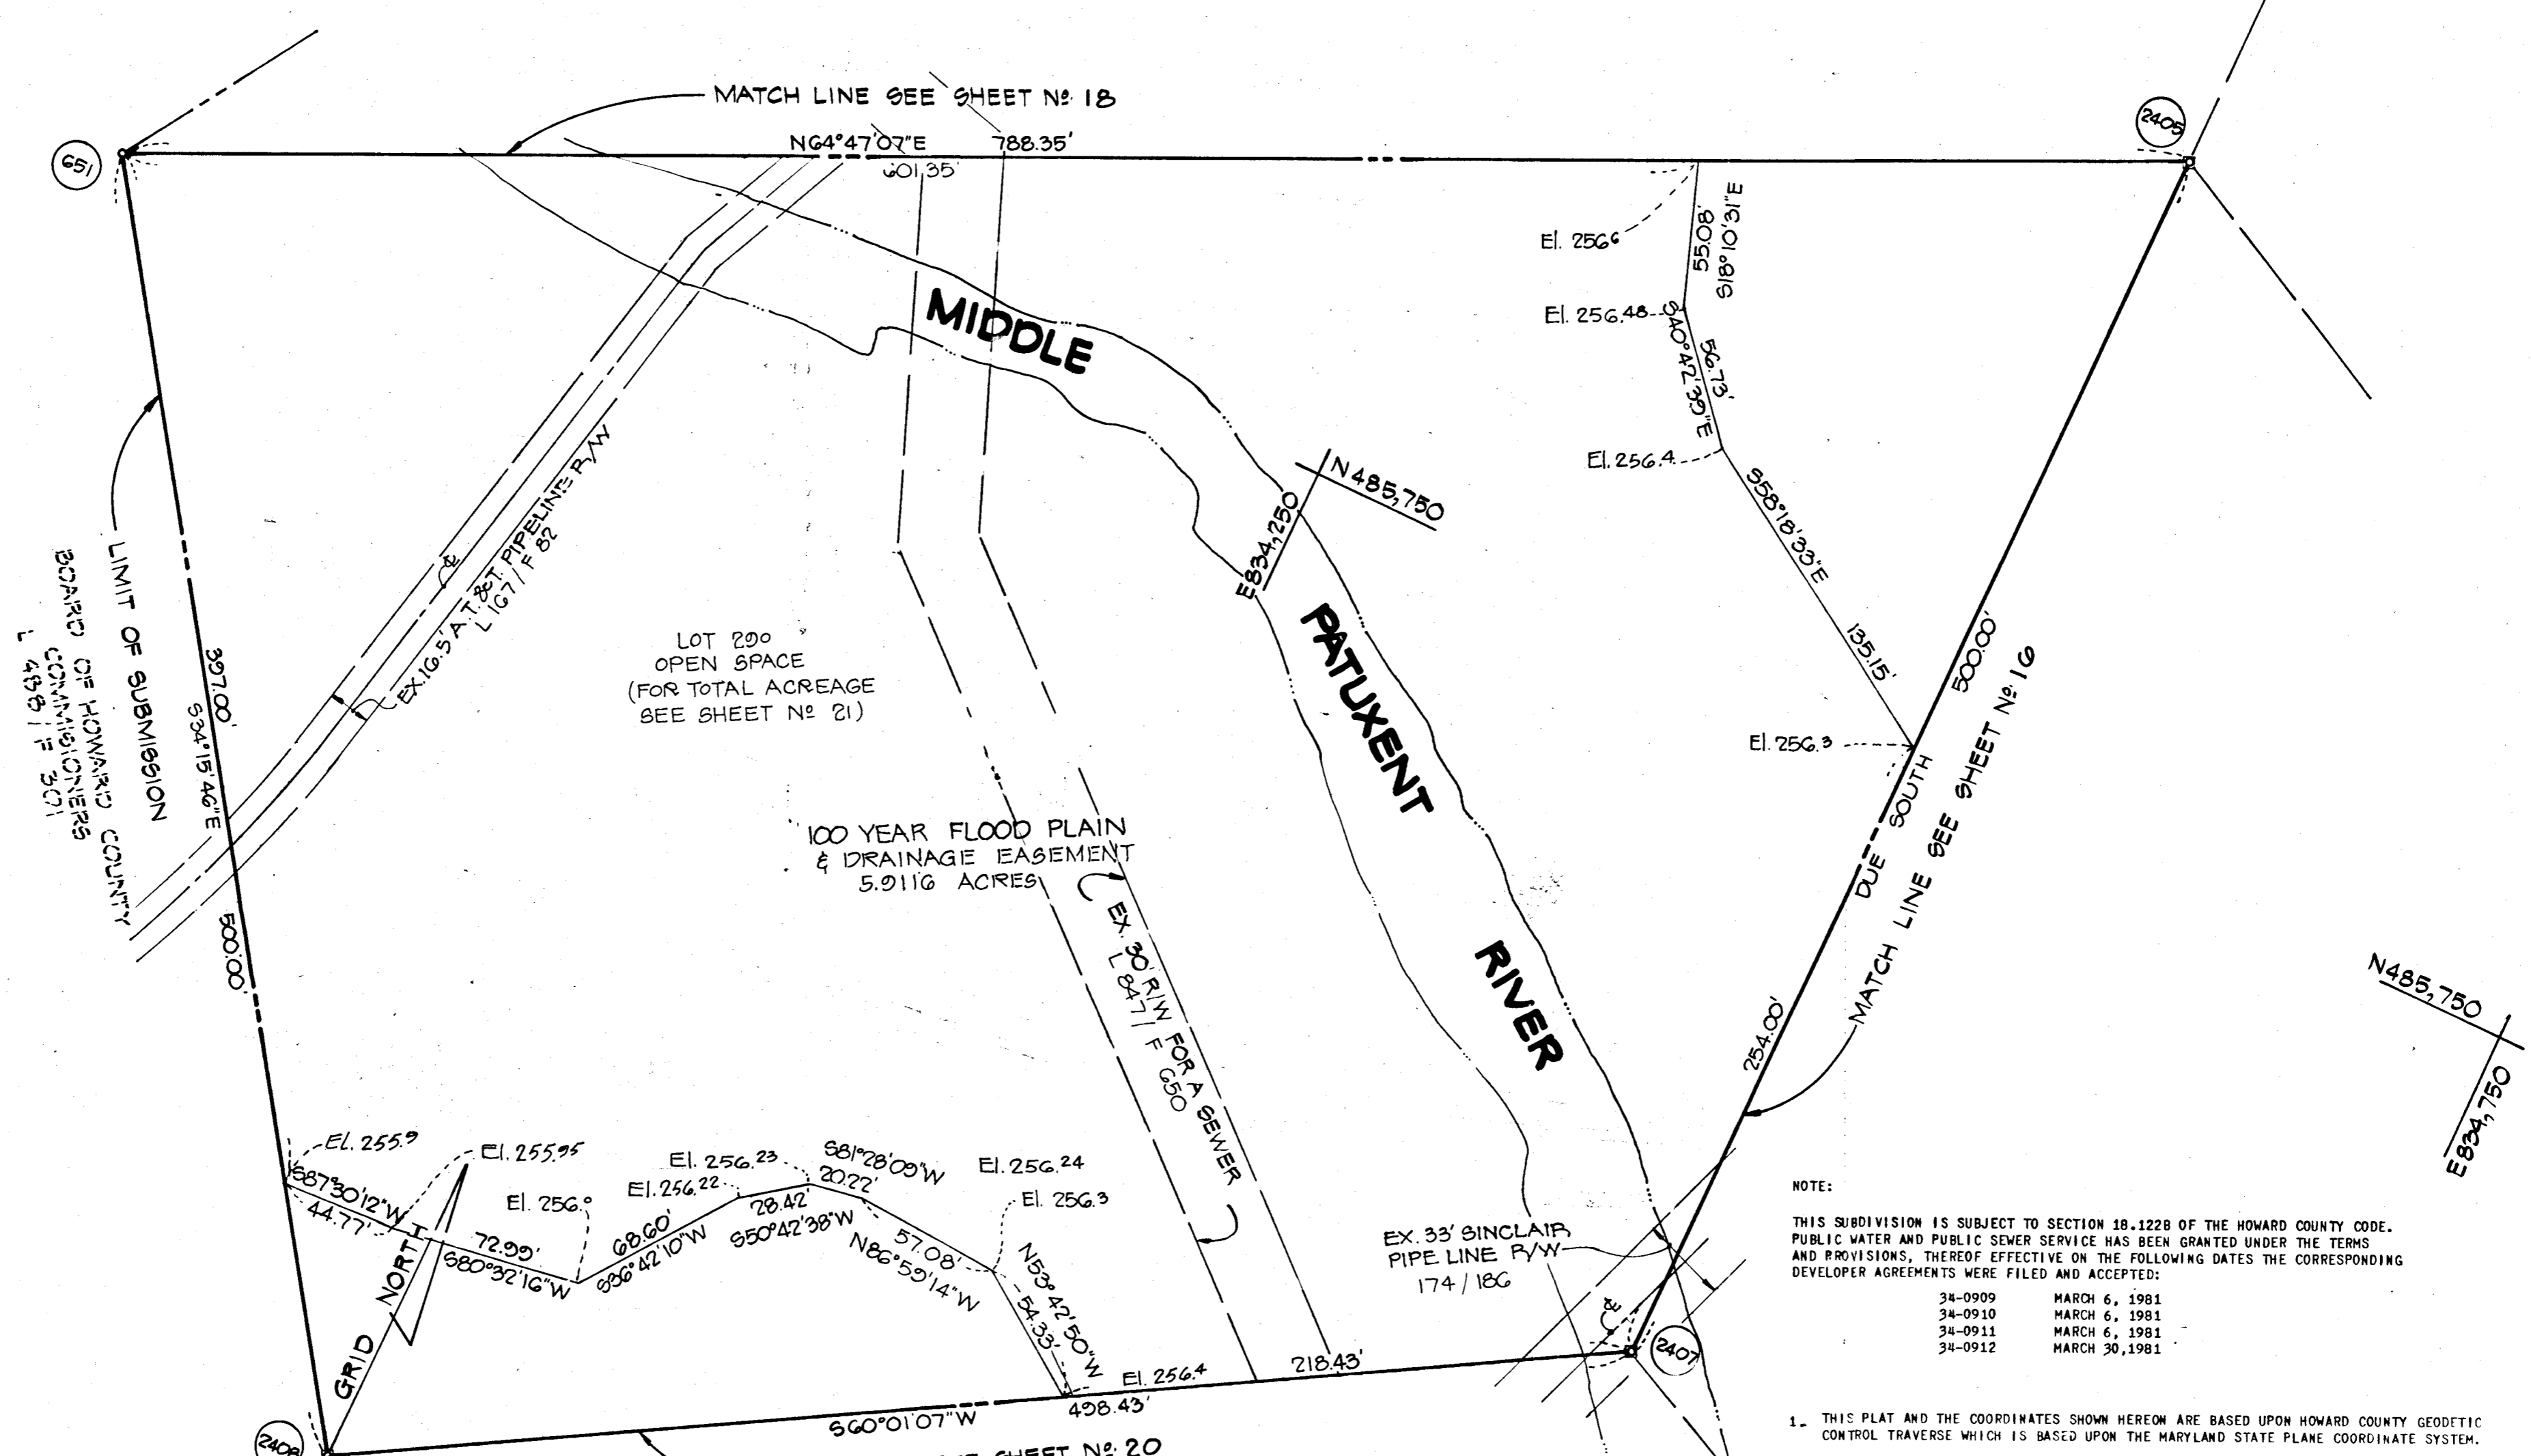 MATCH LINE SEE SHEET Nº 18
N64°47'07"E 788.35'
601.35'
651
2405
El. 256.6
55.08'
S18°10'31"E
El. 256.48
S40°42'39"E
56.73'
El. 256.4
S58°18'33"E
135.15'
El. 256.3
500.00'
DUE SOUTH
254.00'
MATCH LINE SEE SHEET Nº 16
MIDDLE
PATUXENT
RIVER
N 485,750
E 834,250
N 485,750
E 834,750
397.00'
S34°15'46"E
500.00'
LIMIT OF SUBMISSION
BOARD OF HOWARD COUNTY
COMMISIONERS
L 488 / F 301
EX. 16.5' A.T.&T. PIPELINE R/W
L 167 / F 82
LOT 290
OPEN SPACE
(FOR TOTAL ACREAGE
SEE SHEET Nº 21)
100 YEAR FLOOD PLAIN
& DRAINAGE EASEMENT
5.9116 ACRES
EX. 30' R/W FOR A SEWER
L 847 / F 650
El. 255.9
El. 255.95
S87°30'12"W
44.77'
GRID NORTH
72.99'
S80°32'16"W
El. 256.0
68.60'
S36°42'10"W
El. 256.22
El. 256.23
28.42'
S50°42'38"W
S81°28'09"W
20.22'
El. 256.24
57.08'
N86°59'14"W
El. 256.3
N53°42'50"W
54.33'
El. 256.4
218.43'
498.43'
S60°01'07"W
2408
2407
EX. 33' SINCLAIR
PIPE LINE R/W
174 / 186
SHEET Nº 20
NOTE:
THIS SUBDIVISION IS SUBJECT TO SECTION 18.122B OF THE HOWARD COUNTY CODE.
PUBLIC WATER AND PUBLIC SEWER SERVICE HAS BEEN GRANTED UNDER THE TERMS
AND PROVISIONS, THEREOF EFFECTIVE ON THE FOLLOWING DATES THE CORRESPONDING
DEVELOPER AGREEMENTS WERE FILED AND ACCEPTED:
34-0909 MARCH 6, 1981
34-0910 MARCH 6, 1981
34-0911 MARCH 6, 1981
34-0912 MARCH 30,1981
1- THIS PLAT AND THE COORDINATES SHOWN HEREON ARE BASED UPON HOWARD COUNTY GEODETIC
CONTROL TRAVERSE WHICH IS BASED UPON THE MARYLAND STATE PLANE COORDINATE SYSTEM.